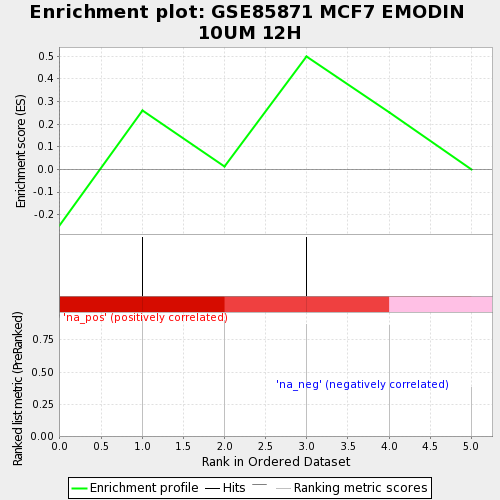 Enrichment plot: GSE85871 MCF7 EMODIN
10UM 12H
Enrichment score (ES)
0.5
0.4
0.3
0.2
0.1
0.0
-0.1
-0.2
'na_pos' (positively correlated)
'na_neg' (negatively correlated)
Ranked list metric (PreRanked)
0.75
0.50
0.25
0.00
0.0 0.5 1.0 1.5 2.0 2.5 3.0 3.5 4.0 4.5 5.0
Rank in Ordered Dataset
Enrichment profile Hits Ranking metric scores